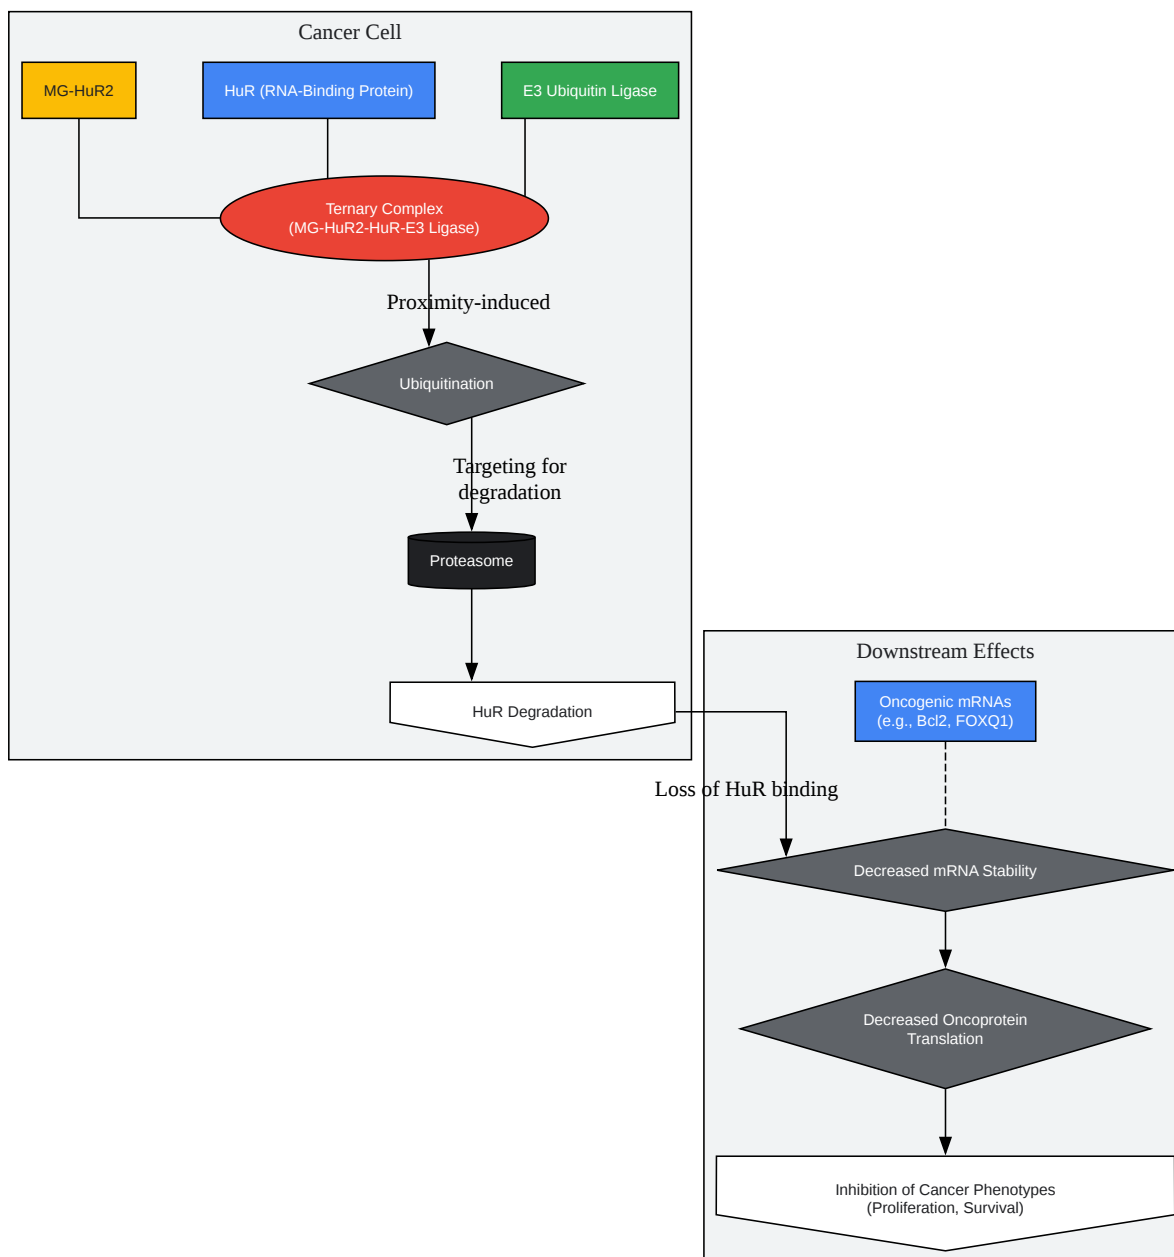 Cancer Cell
MG-HuR2
HuR (RNA-Binding Protein)
E3 Ubiquitin Ligase
Ternary Complex
(MG-HuR2-HuR-E3 Ligase)
Proximity-induced
Ubiquitination
Targeting for
degradation
Proteasome
HuR Degradation
Downstream Effects
Oncogenic mRNAs
(e.g., Bcl2, FOXQ1)
Loss of HuR binding
Decreased mRNA Stability
Decreased Oncoprotein
Translation
Inhibition of Cancer Phenotypes
(Proliferation, Survival)